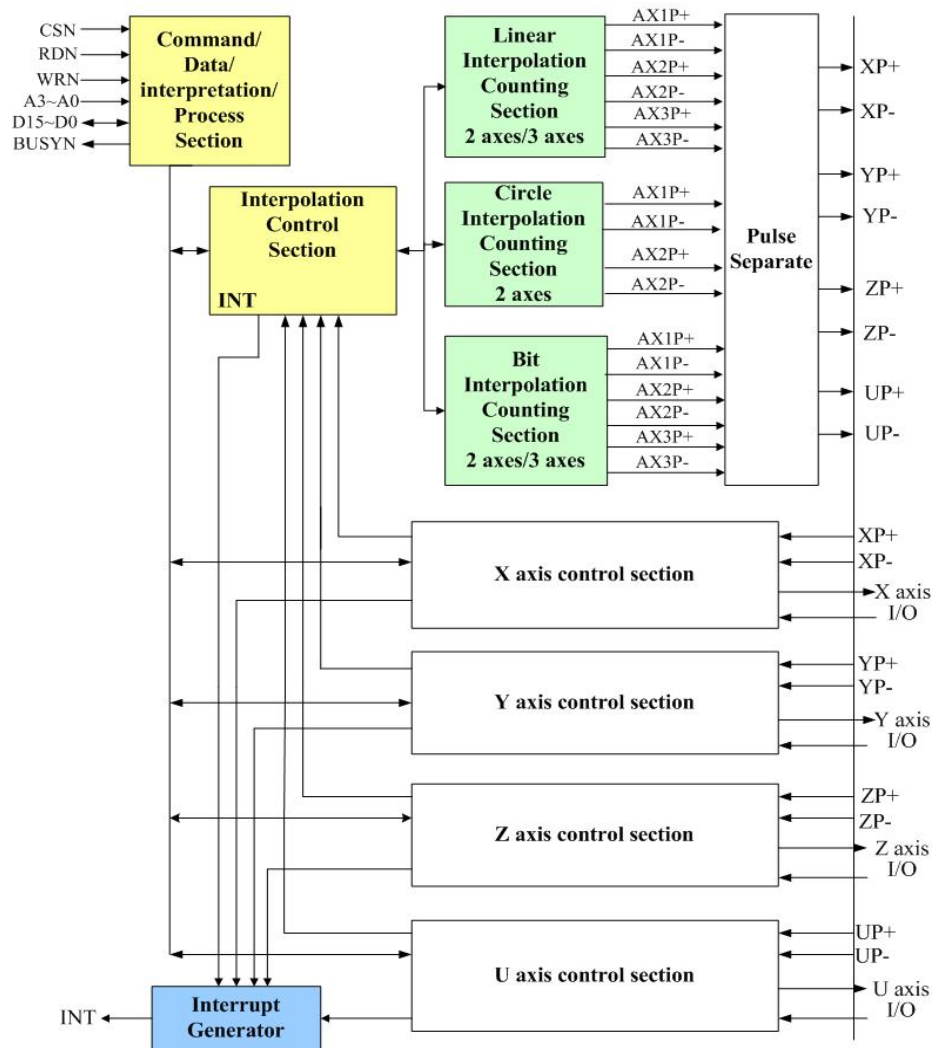 CSN
RDN
WRN
A3~A0
D15~D0
BUSYN
Command/
Data/
interpretation/
Process
Section
Interpolation
Control
Section
INT
Linear
Interpolation
Counting
Section
2 axes/3 axes
AX1P+
AX1P-
AX2P+
AX2P-
AX3P+
AX3P-
Circle
Interpolation
Counting
Section
2 axes
AX1P+
AX1P-
AX2P+
AX2P-
Bit
Interpolation
Counting
Section
2 axes/3 axes
AX1P+
AX1P-
AX2P+
AX2P-
AX3P+
AX3P-
Pulse
Separate
XP+
XP-
YP+
YP-
ZP+
ZP-
UP+
UP-
X axis control section
XP+
XP-
X axis
I/O
Y axis control section
YP+
YP-
Y axis
I/O
Z axis control section
ZP+
ZP-
Z axis
I/O
U axis control section
UP+
UP-
U axis
I/O
Interrupt
Generator
INT